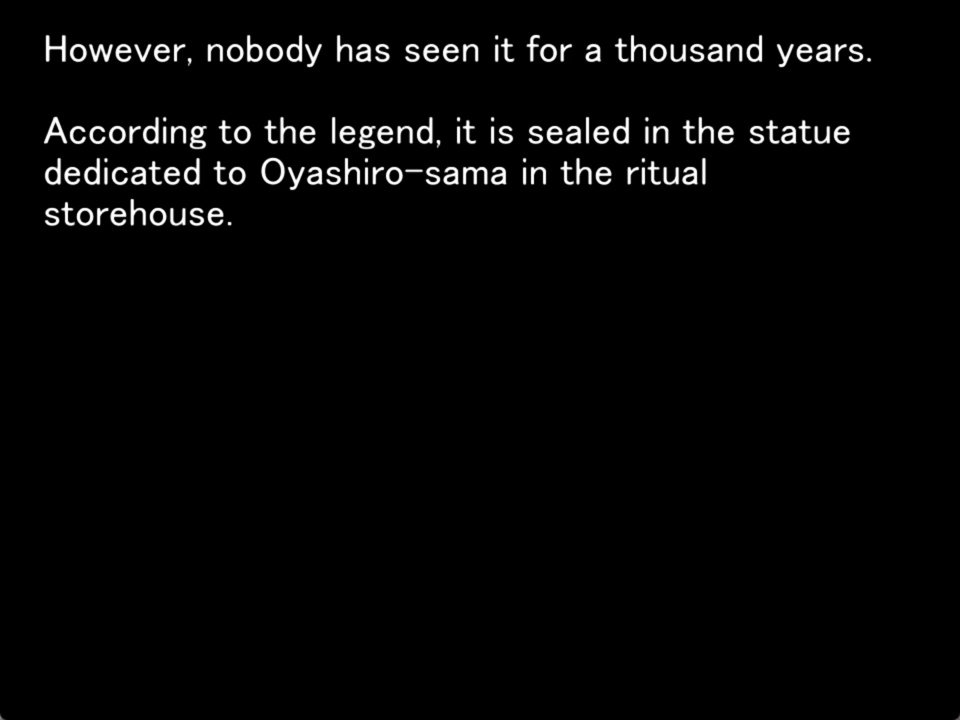 However, nobody has seen it for a thousand years.
According to the legend, it is sealed in the statue
dedicated to Oyashiro-sama in the ritual
storehouse.